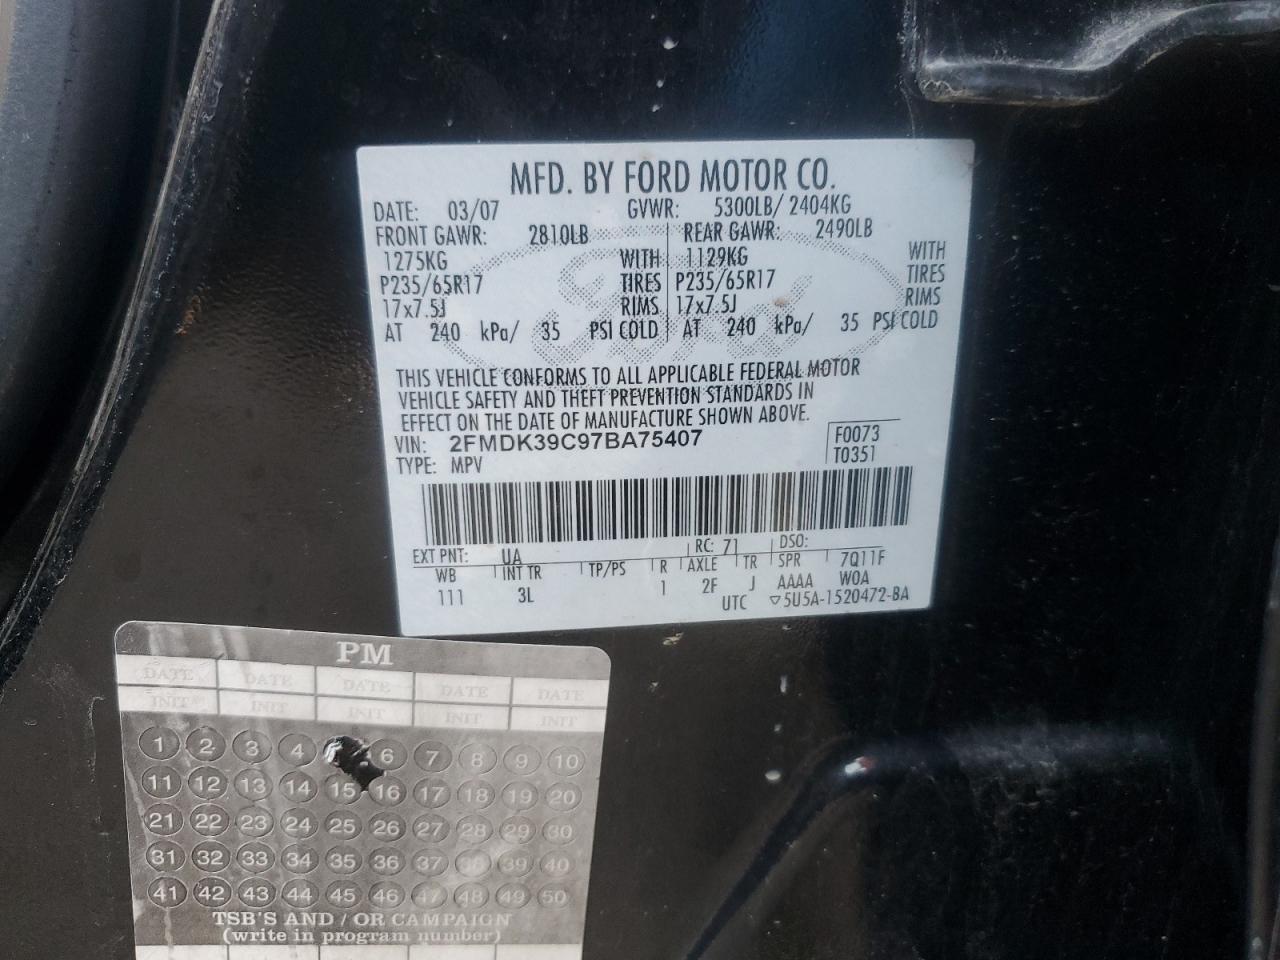 MFD. BY FORD MOTOR CO.
DATE: 03/07 GVWR: 5300LB/ 2404KG
FRONT GAWR: 2810LB REAR GAWR: 2490LB
1275KG WITH 1129KG WITH
P235/65R17 TIRES P235/65R17 TIRES
17x7.5J RIMS 17x7.5J RIMS
AT 240 kPa/ 35 PSI COLD AT 240 kPa/ 35 PSI COLD
THIS VEHICLE CONFORMS TO ALL APPLICABLE FEDERAL MOTOR
VEHICLE SAFETY AND THEFT PREVENTION STANDARDS IN
EFFECT ON THE DATE OF MANUFACTURE SHOWN ABOVE.
VIN: 2FMDK39C97BA75407 F0073
TYPE: MPV T0351
EXT PNT: UA RC: 71 DSO:
WB INT TR TP/PS R AXLE TR SPR 7Q11F
111 3L 1 2F J AAAA W0A
UTC ▽5U5A-1520472-BA
PM
DATE DATE DATE DATE DATE
INIT INIT INIT INIT INIT
1 2 3 4 6 7 8 9 10
11 12 13 14 15 16 17 18 19 20
21 22 23 24 25 26 27 28 29 30
31 32 33 34 35 36 37 38 39 40
41 42 43 44 45 46 47 48 49 50
TSB'S AND / OR CAMPAIGN
(write in program number)